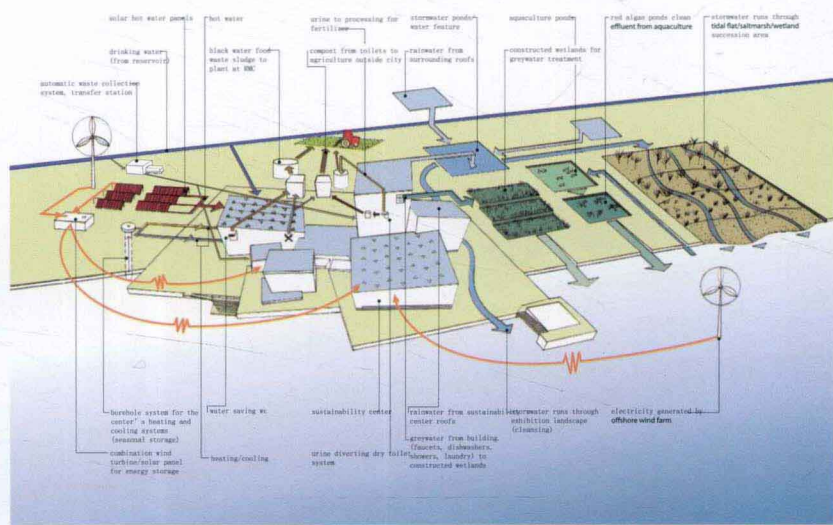 solar hot water panels
hot water
urine to processing for
fertilizer
stormwater ponds/
water feature
aquaculture ponds
red algae ponds clean
effluent from aquaculture
stormwater runs through
tidal flat/saltmarsh/wetland
succession area
drinking water
(from reservoir)
black water food
waste sludge to
plant at
compost from toilets to
agriculture outside city
rainwater from
surrounding roofs
constructed wetlands for
greywater treatment
automatic waste collection
system, transfer station
borehole system for the
center's heating and
cooling systems
(seasonal storage)
water saving wc
sustainability center
rainwater from sustainability
center roofs
stormwater runs through
exhibition landscape
(cleansing)
electricity generated by
offshore wind farm
combination wind
turbine/solar panel
for energy storage
heating/cooling
urine diverting dry toilet
system
greywater from building
(faucets, dishwashers,
showers, laundry) to
constructed wetlands